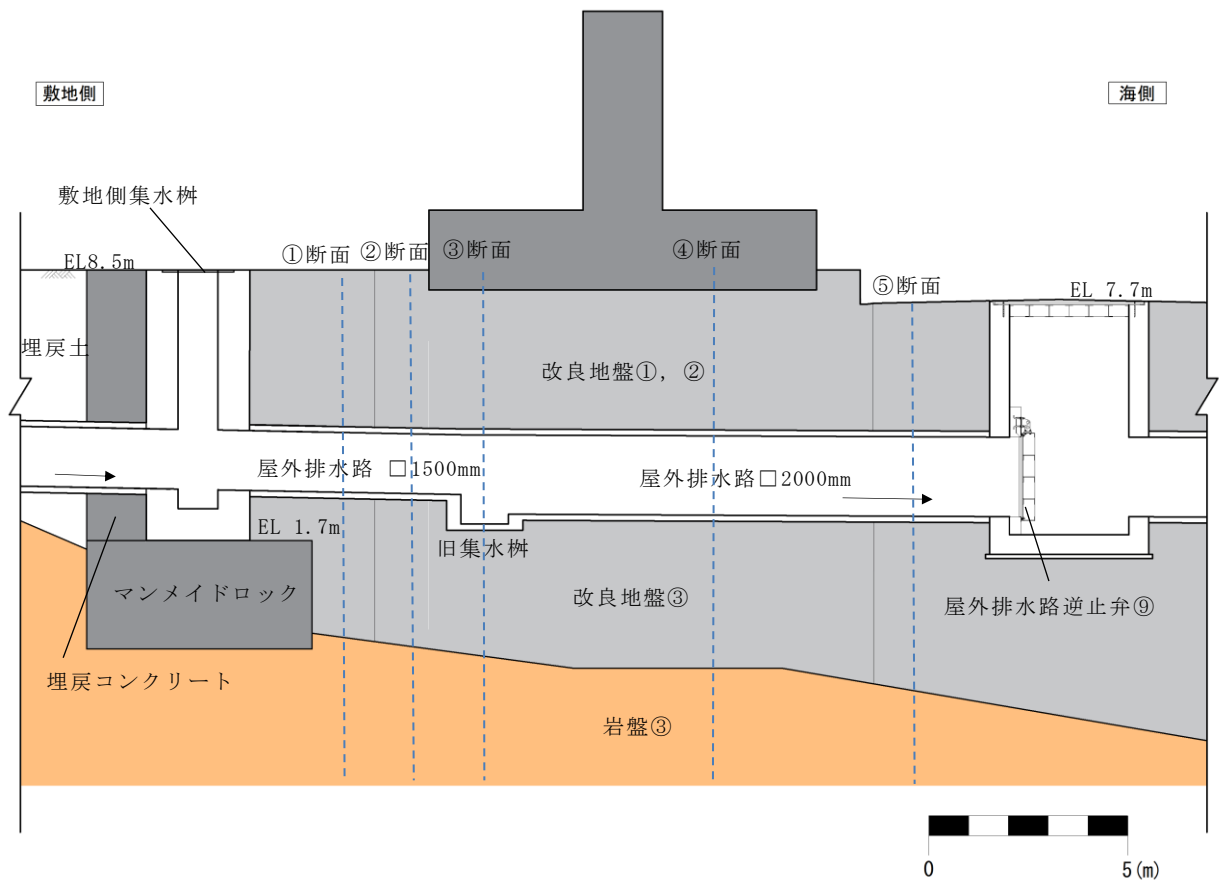 敷地側
海側
敷地側集水桝
①断面
②断面
③断面
④断面
⑤断面
EL8.5m
EL 7.7m
埋戻土
改良地盤①，②
屋外排水路 □1500mm
屋外排水路□2000mm
EL 1.7m
旧集水桝
マンメイドロック
改良地盤③
屋外排水路逆止弁⑨
埋戻コンクリート
岩盤③
0
5(m)